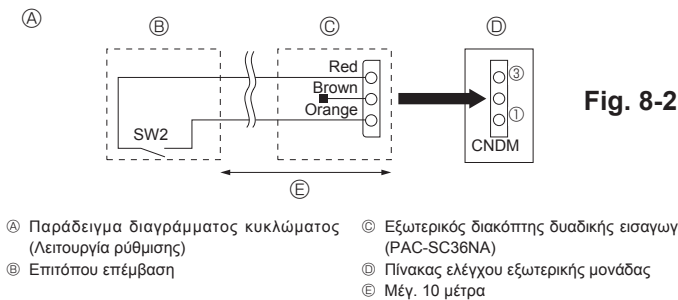 Ⓐ
Ⓑ
Ⓒ
Ⓓ
Red
Brown
Orange
SW2
③
①
CNDM
Fig. 8-2
Ⓔ
Ⓐ Παράδειγμα διαγράμματος κυκλώματος
(Λειτουργία ρύθμισης)
Ⓑ Επιτόπου επέμβαση
Ⓒ Εξωτερικός διακόπτης δυαδικής εισαγωγ
(PAC-SC36NA)
Ⓓ Πίνακας ελέγχου εξωτερικής μονάδας
Ⓔ Μέγ. 10 μέτρα